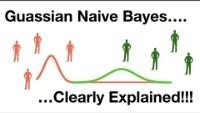 Guassian Naive Bayes....
...Clearly Explained!!!